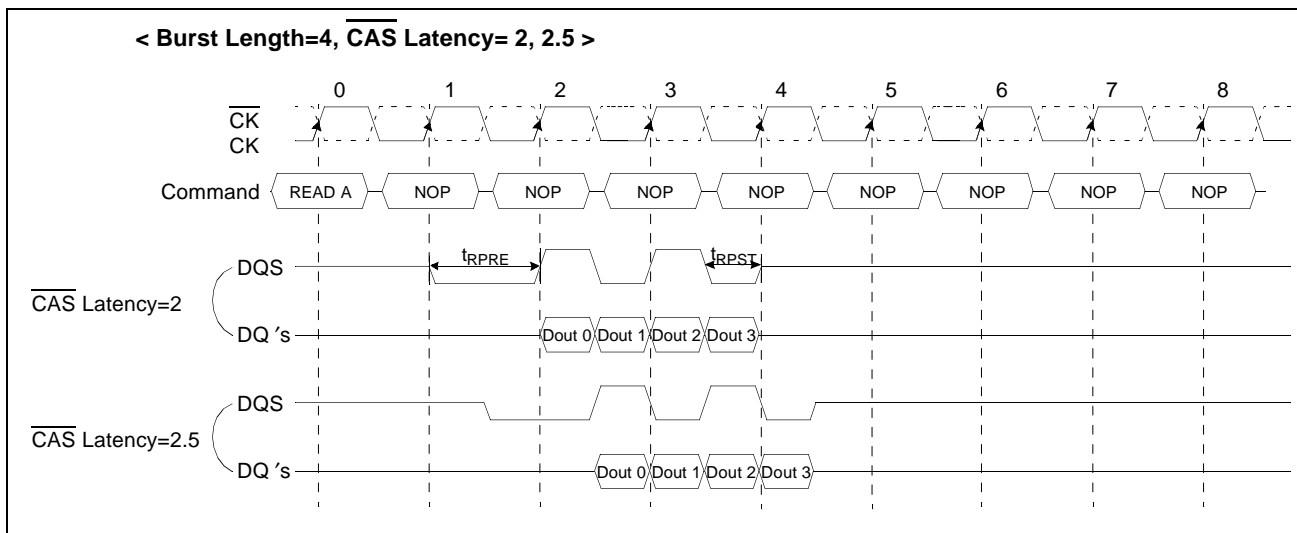 < Burst Length=4, CAS Latency= 2, 2.5 >
0 1 2 3 4 5 6 7 8
CK
CK
Command READ A NOP NOP NOP NOP NOP NOP NOP NOP
DQS tRPRE tRPST
CAS Latency=2
DQ ′s Dout 0 Dout 1 Dout 2 Dout 3
DQS
CAS Latency=2.5
DQ ′s Dout 0 Dout 1 Dout 2 Dout 3